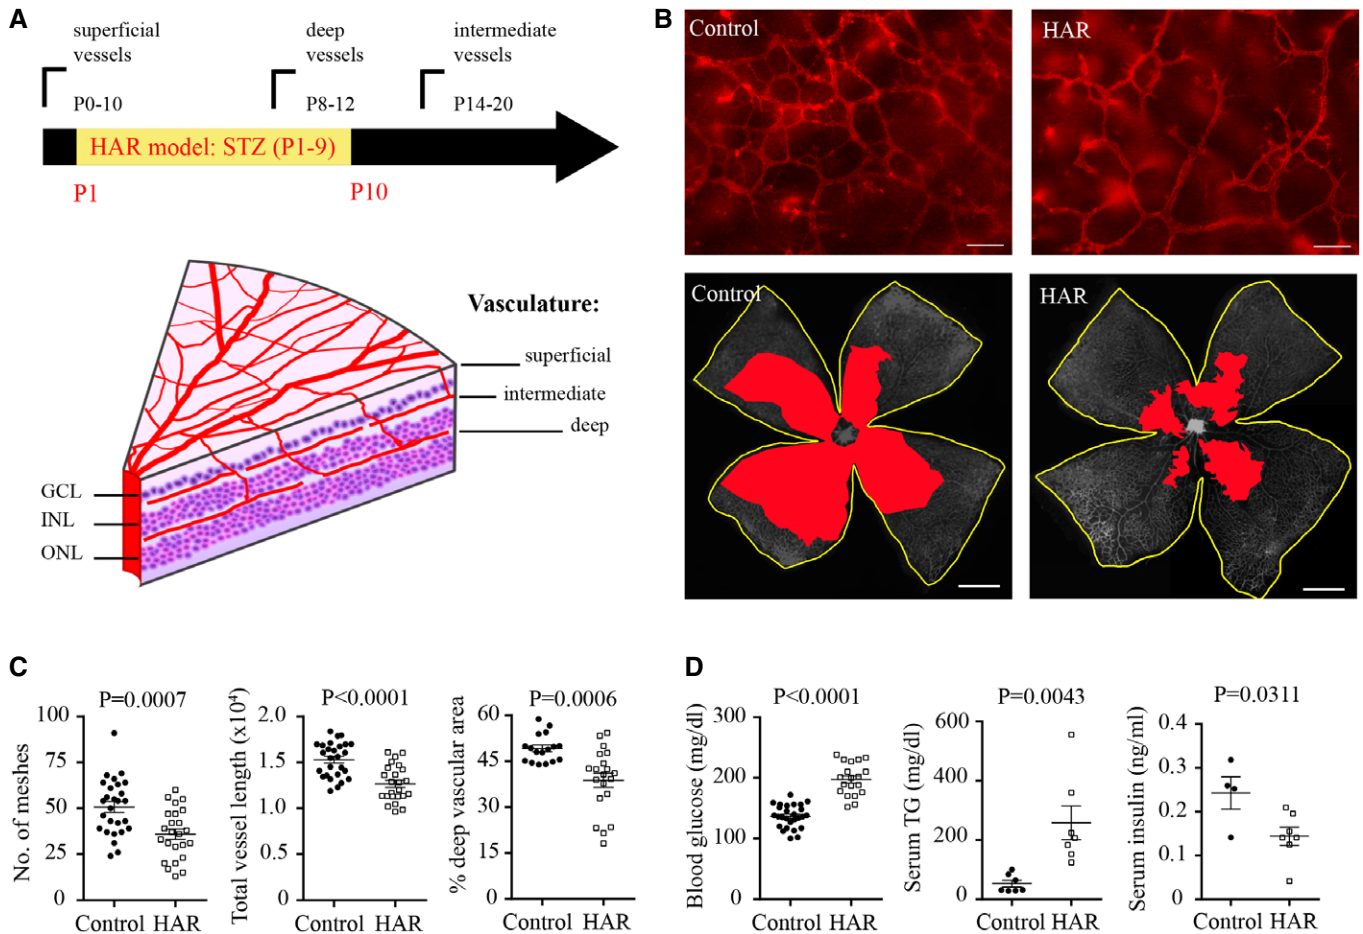 A
superficial
vessels
P0-10
deep
vessels
P8-12
intermediate
vessels
P14-20
HAR model: STZ (P1-9)
P1
P10
Vasculature:
superficial
intermediate
deep
GCL
INL
ONL
B
Control
HAR
Control
HAR
C
P=0.0007
No. of meshes
100
75
50
25
0
Control
HAR
P<0.0001
Total vessel length (x10⁴)
2.0
1.5
1.0
0.5
0
Control
HAR
P=0.0006
% deep vascular area
60
45
30
15
0
Control
HAR
D
P<0.0001
Blood glucose (mg/dl)
300
200
100
0
Control
HAR
P=0.0043
Serum TG (mg/dl)
600
400
200
0
Control
HAR
P=0.0311
Serum insulin (ng/ml)
0.4
0.3
0.2
0.1
0
Control
HAR